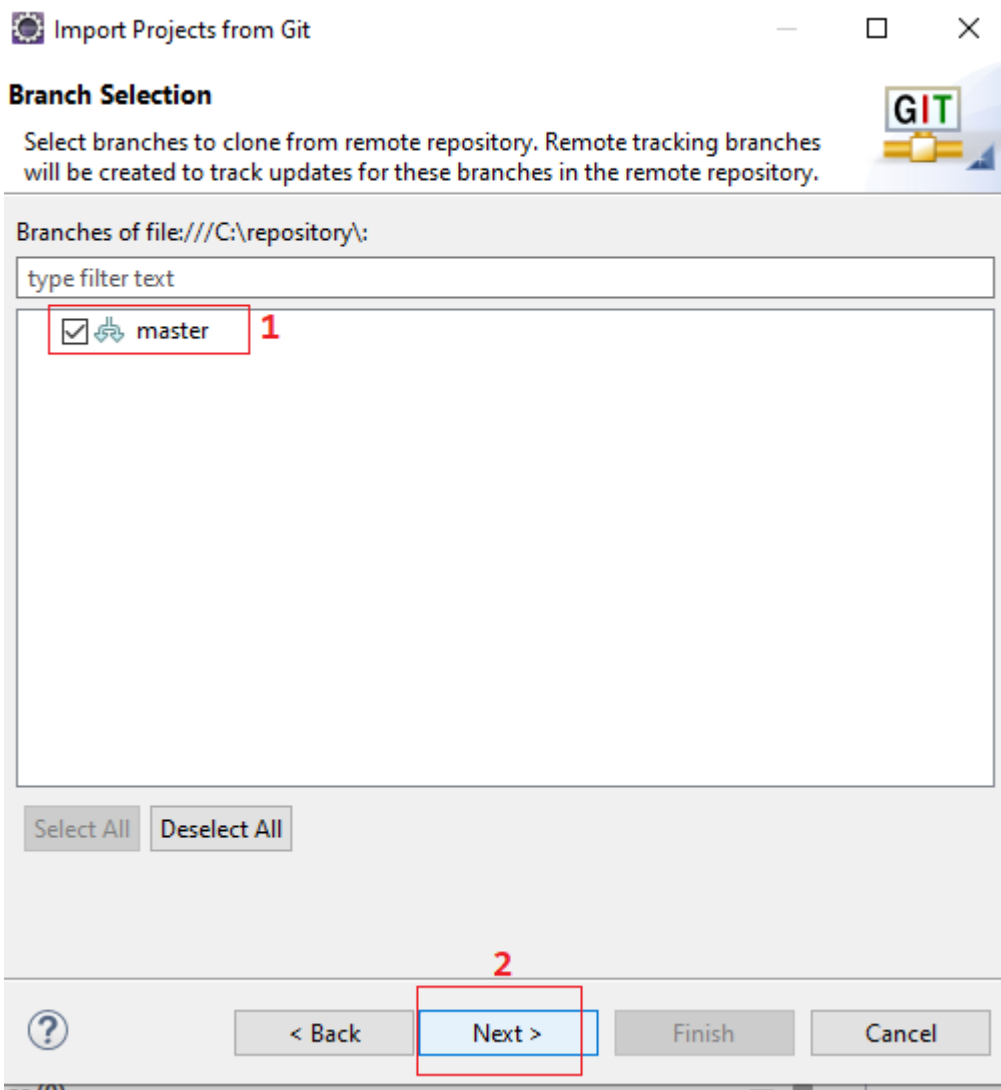 Import Projects from Git
Branch Selection
GIT
Select branches to clone from remote repository. Remote tracking branches
will be created to track updates for these branches in the remote repository.
Branches of file:///C:\repository\:
type filter text
master 1
Select All Deselect All
2
? < Back Next > Finish Cancel